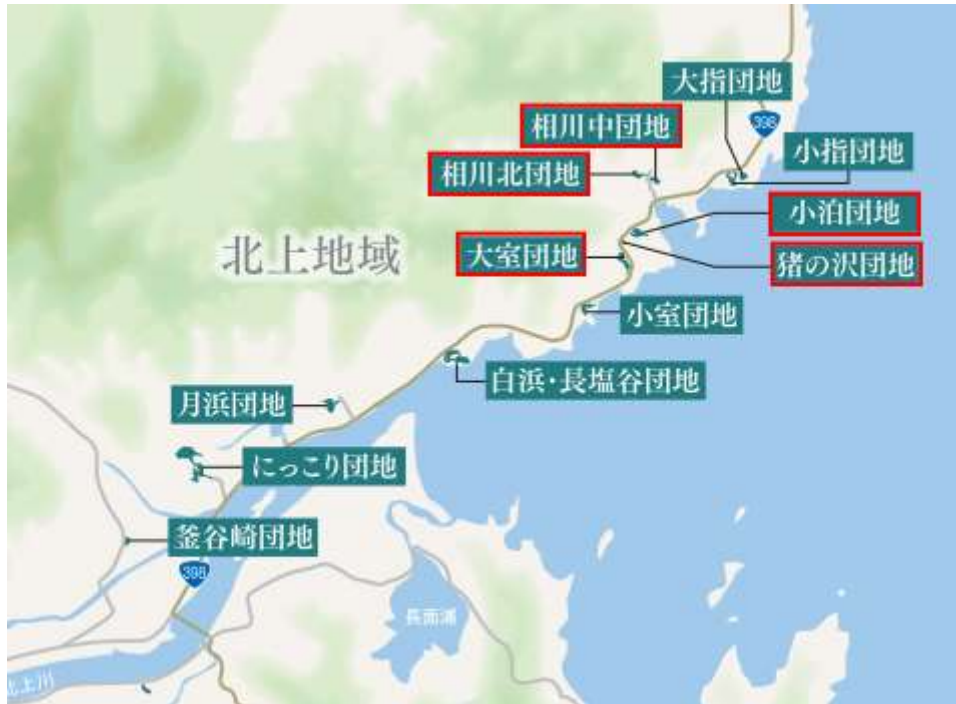 大指団地
398
相川中団地
小指団地
相川北団地
小泊団地
北上地域
大室団地
猪の沢団地
小室団地
白浜・長塩谷団地
月浜団地
にっこり団地
釜谷崎団地
398
長面浦
北上川